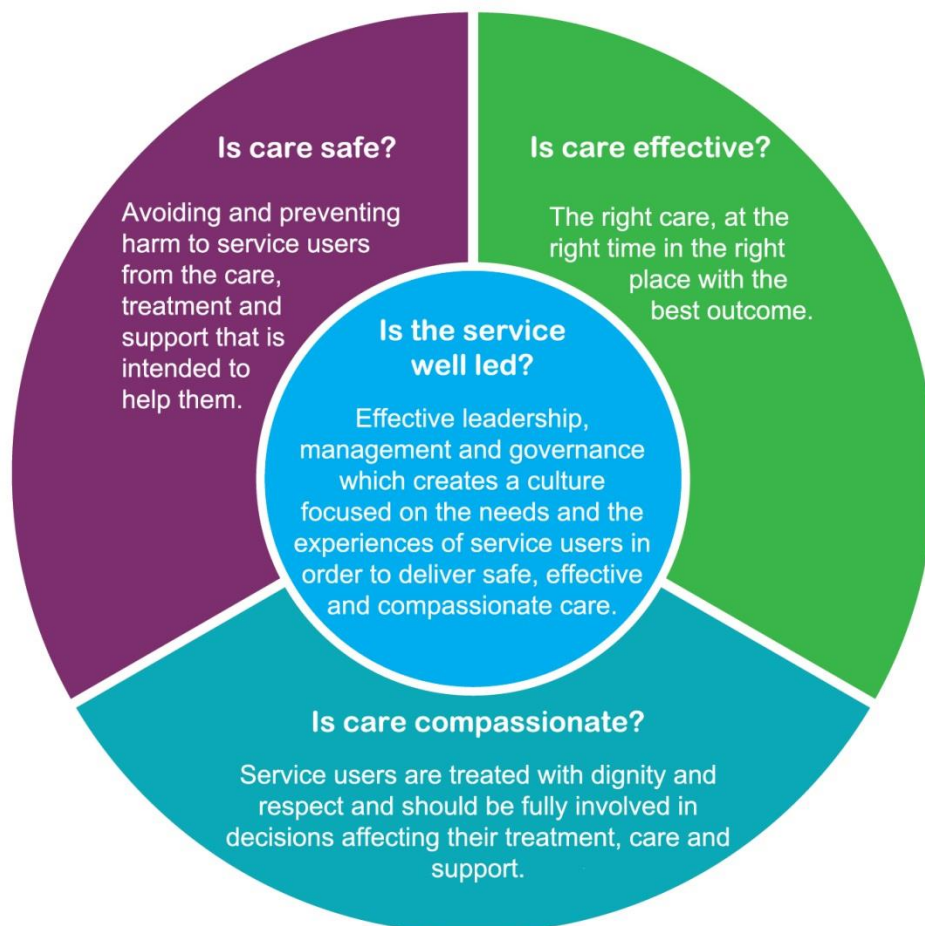 Is care safe?
Avoiding and preventing
harm to service users
from the care,
treatment and
support that is
intended to
help them.
Is care effective?
The right care, at the
right time in the right
place with the
best outcome.
Is the service
well led?
Effective leadership,
management and governance
which creates a culture
focused on the needs and the
experiences of service users in
order to deliver safe, effective
and compassionate care.
Is care compassionate?
Service users are treated with dignity and
respect and should be fully involved in
decisions affecting their treatment, care and
support.